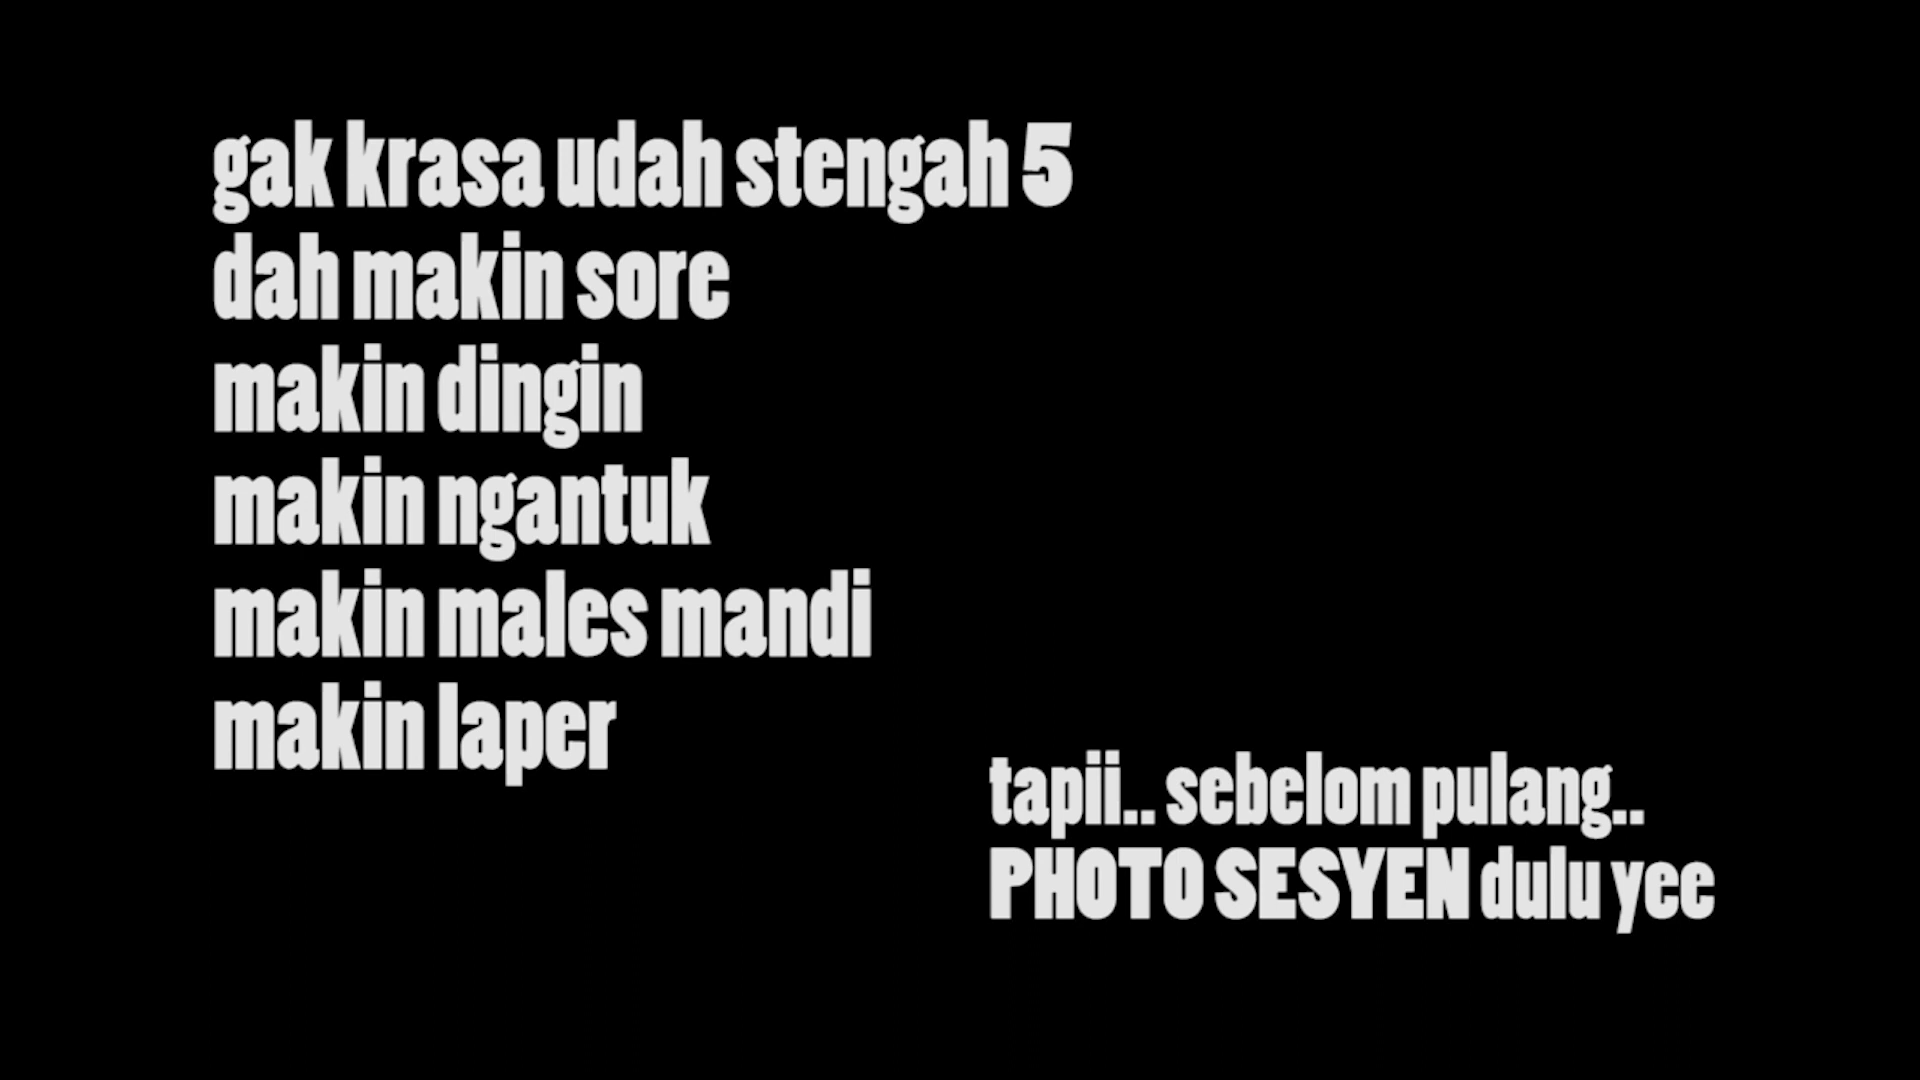 gak krasa udah stengah 5
dah makin sore
makin dingin
makin ngantuk
makin males mandi
makin laper
tapii.. sebelom pulang..
PHOTO SESYEN dulu yee